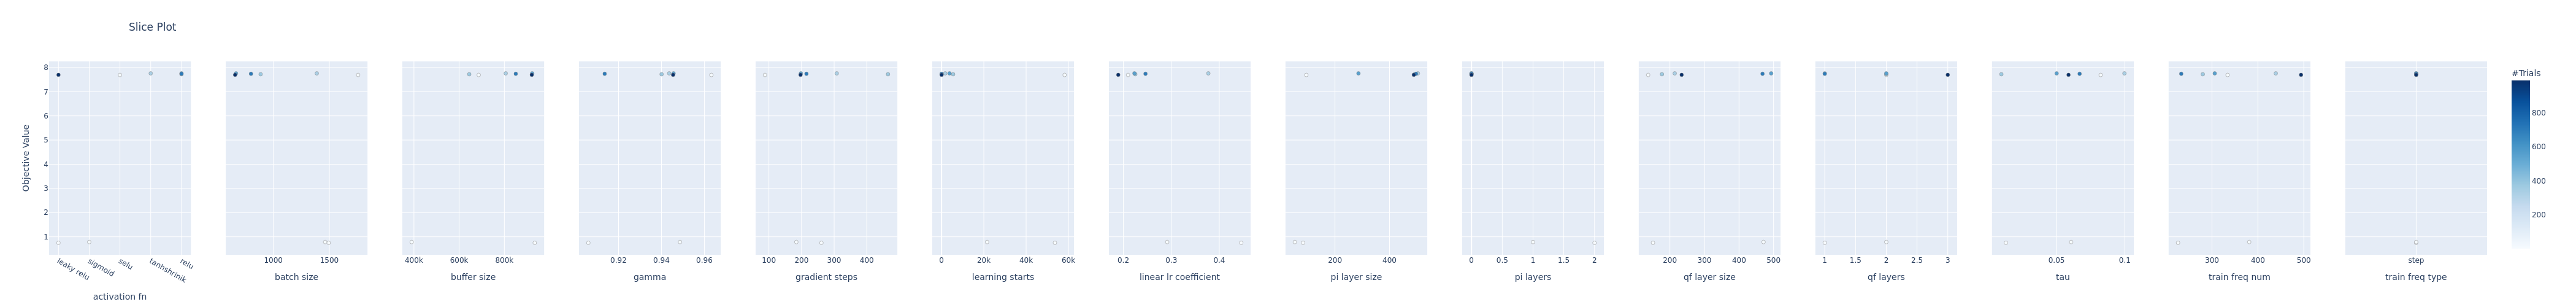 Slice Plot
Objective Value
8
7
6
5
4
3
2
1
leaky relu
sigmoid
selu
tanhshrinik
relu
activation fn
1000 1500
batch size
400k 600k 800k
buffer size
0.92 0.94 0.96
gamma
100 200 300 400
gradient steps
0 20k 40k 60k
learning starts
0.2 0.3 0.4
linear lr coefficient
200 400
pi layer size
0 0.5 1 1.5 2
pi layers
200 300 400 500
qf layer size
1 1.5 2 2.5 3
qf layers
0.05 0.1
tau
300 400 500
train freq num
step
train freq type
#Trials
800
600
400
200